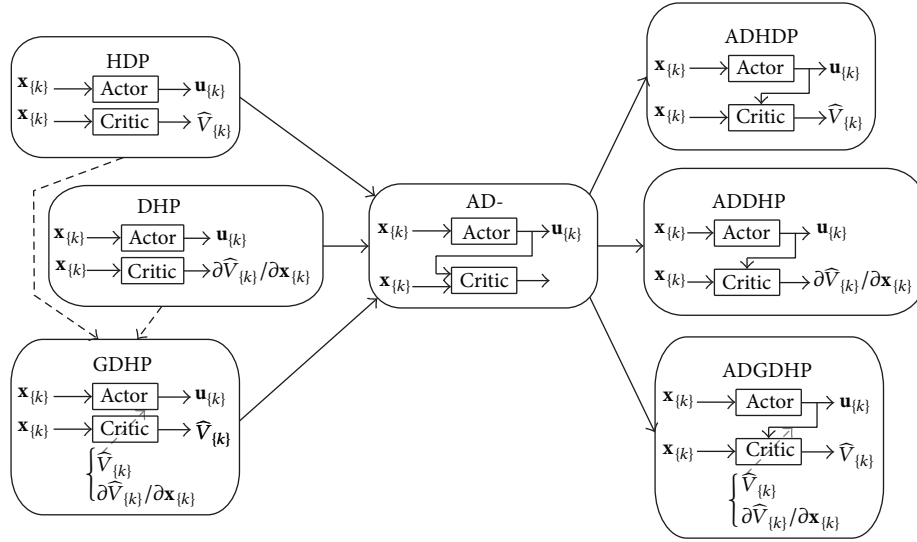 HDP
𝐱{k} Actor 𝐮{k}
𝐱{k} Critic V̂{k}
DHP
𝐱{k} Actor 𝐮{k}
𝐱{k} Critic ∂V̂{k}/∂𝐱{k}
GDHP
𝐱{k} Actor 𝐮{k}
𝐱{k} Critic V̂{k}
V̂{k}
∂V̂{k}/∂𝐱{k}
AD-
𝐱{k} Actor 𝐮{k}
𝐱{k} Critic
ADHDP
𝐱{k} Actor 𝐮{k}
𝐱{k} Critic V̂{k}
ADDHP
𝐱{k} Actor 𝐮{k}
𝐱{k} Critic ∂V̂{k}/∂𝐱{k}
ADGDHP
𝐱{k} Actor 𝐮{k}
𝐱{k} Critic V̂{k}
V̂{k}
∂V̂{k}/∂𝐱{k}